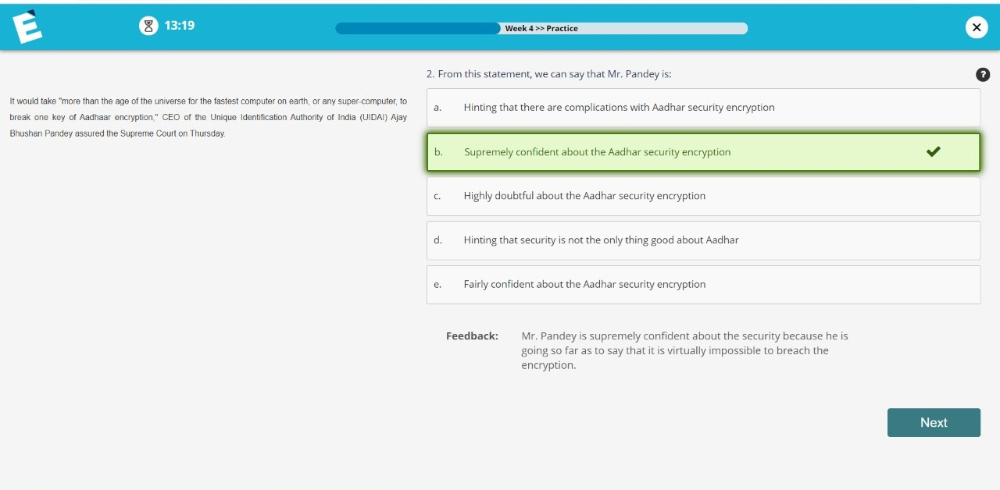 13:19
Week 4 >> Practice
It would take "more than the age of the universe for the fastest computer on earth, or any super-computer, to
break one key of Aadhaar encryption," CEO of the Unique Identification Authority of India (UIDAI) Ajay
Bhushan Pandey assured the Supreme Court on Thursday.
2. From this statement, we can say that Mr. Pandey is:
?
a. Hinting that there are complications with Aadhar security encryption
b. Supremely confident about the Aadhar security encryption
c. Highly doubtful about the Aadhar security encryption
d. Hinting that security is not the only thing good about Aadhar
e. Fairly confident about the Aadhar security encryption
Feedback: Mr. Pandey is supremely confident about the security because he is
going so far as to say that it is virtually impossible to breach the
encryption.
Next